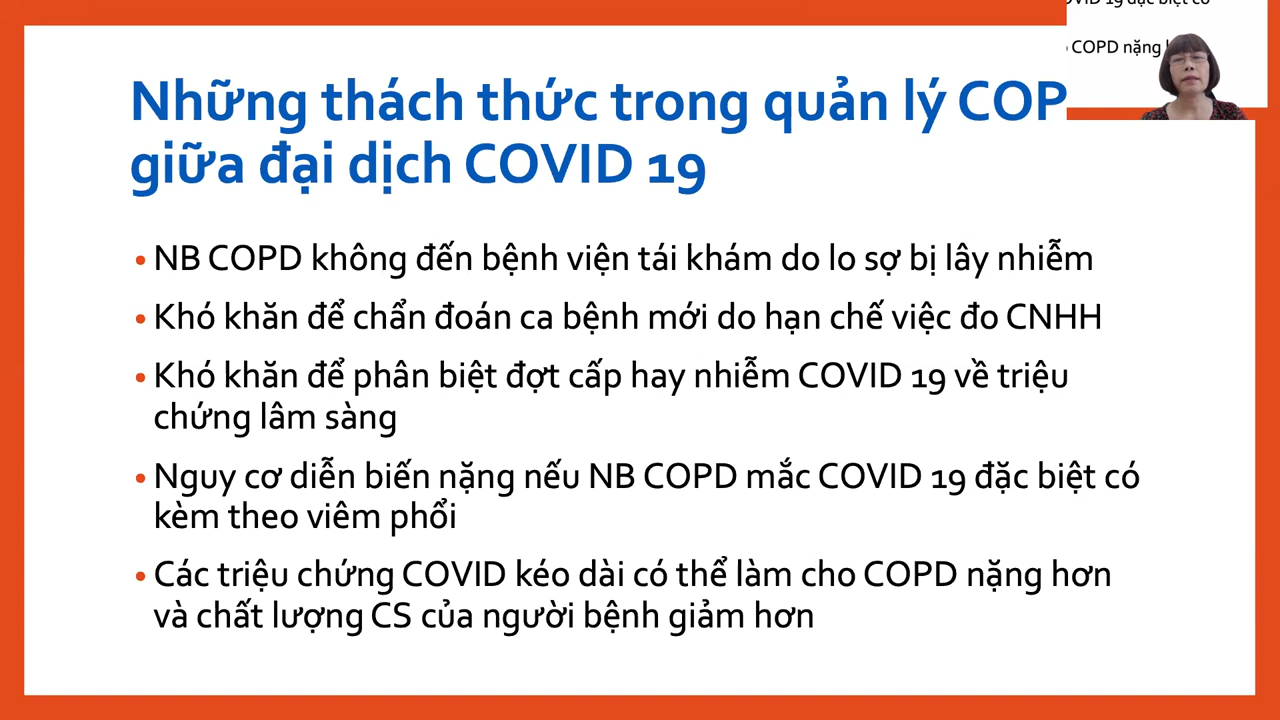 Những thách thức trong quản lý COP
giữa đại dịch COVID 19
• NB COPD không đến bệnh viện tái khám do lo sợ bị lây nhiễm
• Khó khăn để chẩn đoán ca bệnh mới do hạn chế việc đo CNHH
• Khó khăn để phân biệt đợt cấp hay nhiễm COVID 19 về triệu
chứng lâm sàng
• Nguy cơ diễn biến nặng nếu NB COPD mắc COVID 19 đặc biệt có
kèm theo viêm phổi
• Các triệu chứng COVID kéo dài có thể làm cho COPD nặng hơn
và chất lượng CS của người bệnh giảm hơn
19 đặc biệt có
COPD nặng